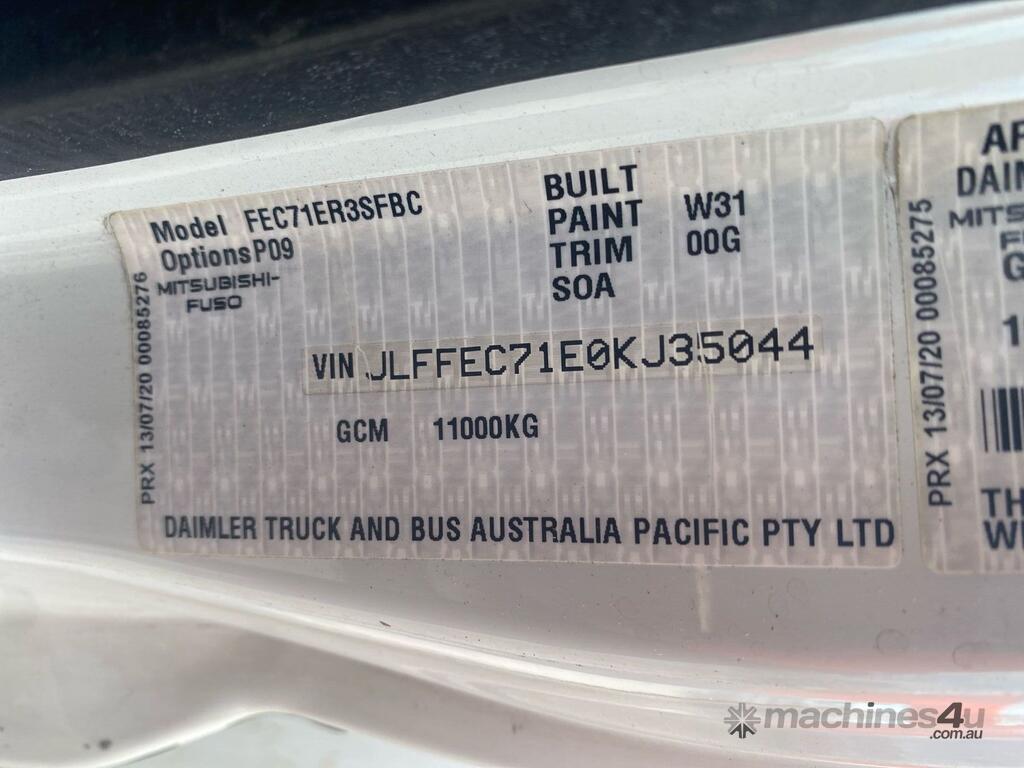 Model FEC71ER3SFBC
Options P09
MITSUBISHI-
FUSO
BUILT
PAINT W31
TRIM 00G
SOA
VIN JLFFEC71E0KJ35044
GCM 11000KG
DAIMLER TRUCK AND BUS AUSTRALIA PACIFIC PTY LTD
PRX 13/07/20 00085276
PRX 13/07/20 00085275
machines4u
.com.au